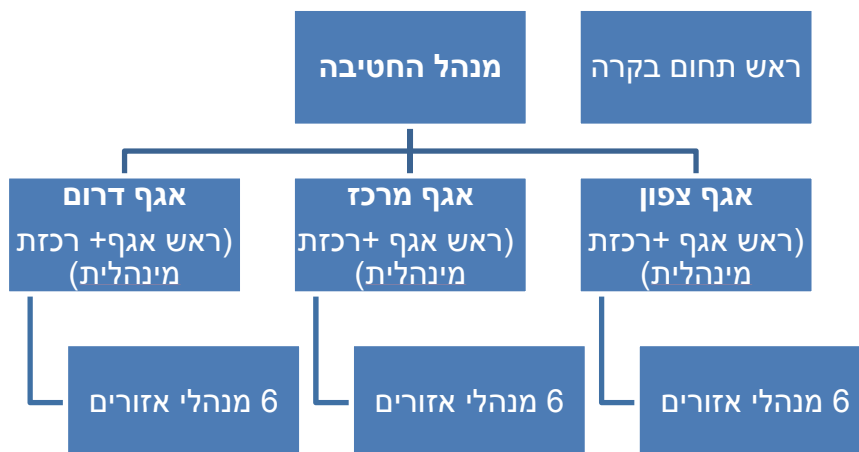 ראש תחום בקרה
מנהל החטיבה
אגף צפון
(ראש אגף +רכזת
מינהלית)
אגף מרכז
(ראש אגף +רכזת
מינהלית)
אגף דרום
(ראש אגף+ רכזת
מינהלית)
6 מנהלי אזורים
6 מנהלי אזורים
6 מנהלי אזורים